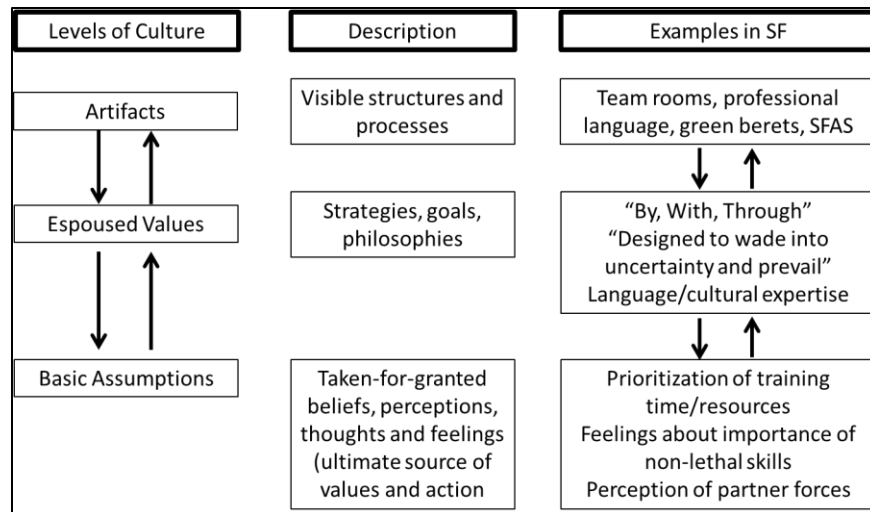 Levels of Culture
Description
Examples in SF
Artifacts
Visible structures and
processes
Team rooms, professional
language, green berets, SFAS
Espoused Values
Strategies, goals,
philosophies
“By, With, Through”
“Designed to wade into
uncertainty and prevail”
Language/cultural expertise
Basic Assumptions
Taken-for-granted
beliefs, perceptions,
thoughts and feelings
(ultimate source of
values and action
Prioritization of training
time/resources
Feelings about importance of
non-lethal skills
Perception of partner forces